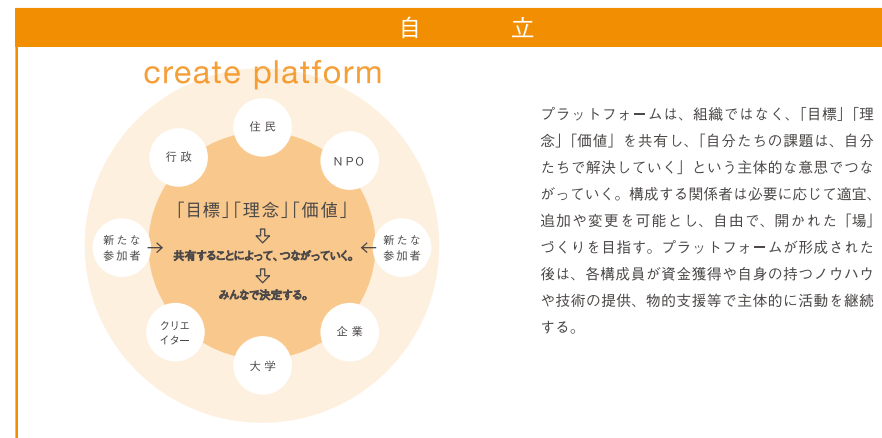 自 立
create platform
住民
行政
NPO
「目標」「理念」「価値」
新たな
参加者
共有することによって、つながっていく。
新たな
参加者
みんなで決定する。
クリエ
イター
企業
大学
プラットフォームは、組織ではなく、「目標」「理
念」「価値」を共有し、「自分たちの課題は、自分
たちで解決していく」という主体的な意思でつな
がっていく。構成する関係者は必要に応じて適宜、
追加や変更を可能とし、自由で、開かれた「場」
づくりを目指す。プラットフォームが形成された
後は、各構成員が資金獲得や自身の持つノウハウ
や技術の提供、物的支援等で主体的に活動を継続
する。